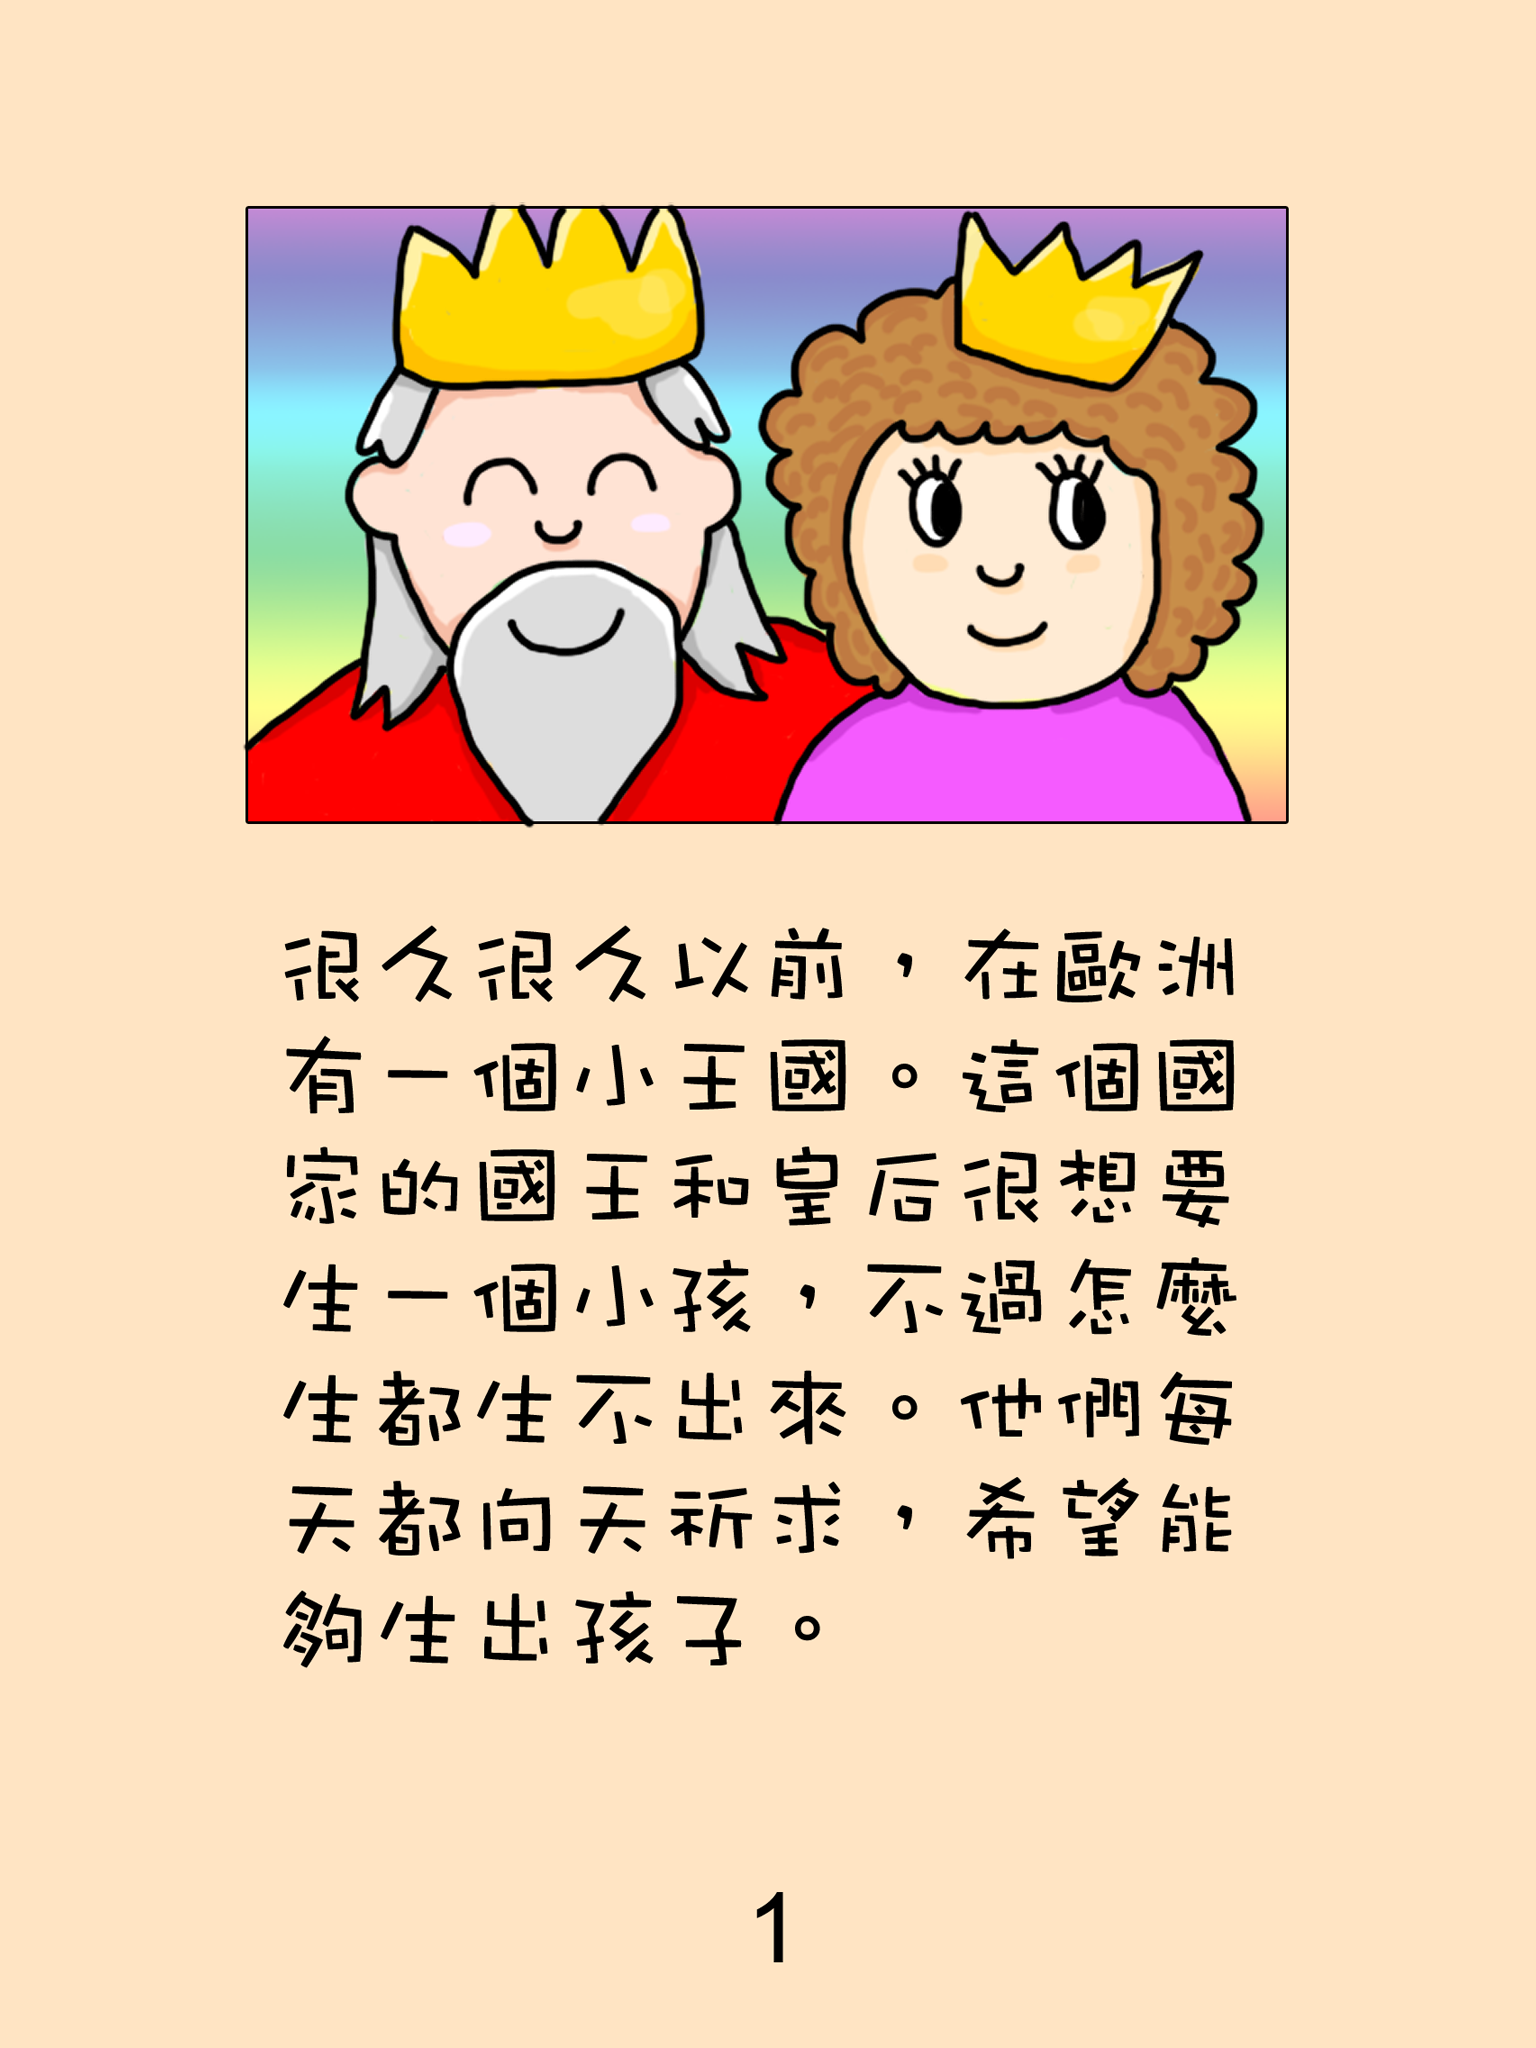 很久很久以前，在歐洲
有一個小王國。這個國
家的國王和皇后很想要
生一個小孩，不過怎麼
生都生不出來。他們每
天都向天祈求，希望能
夠生出孩子。
1